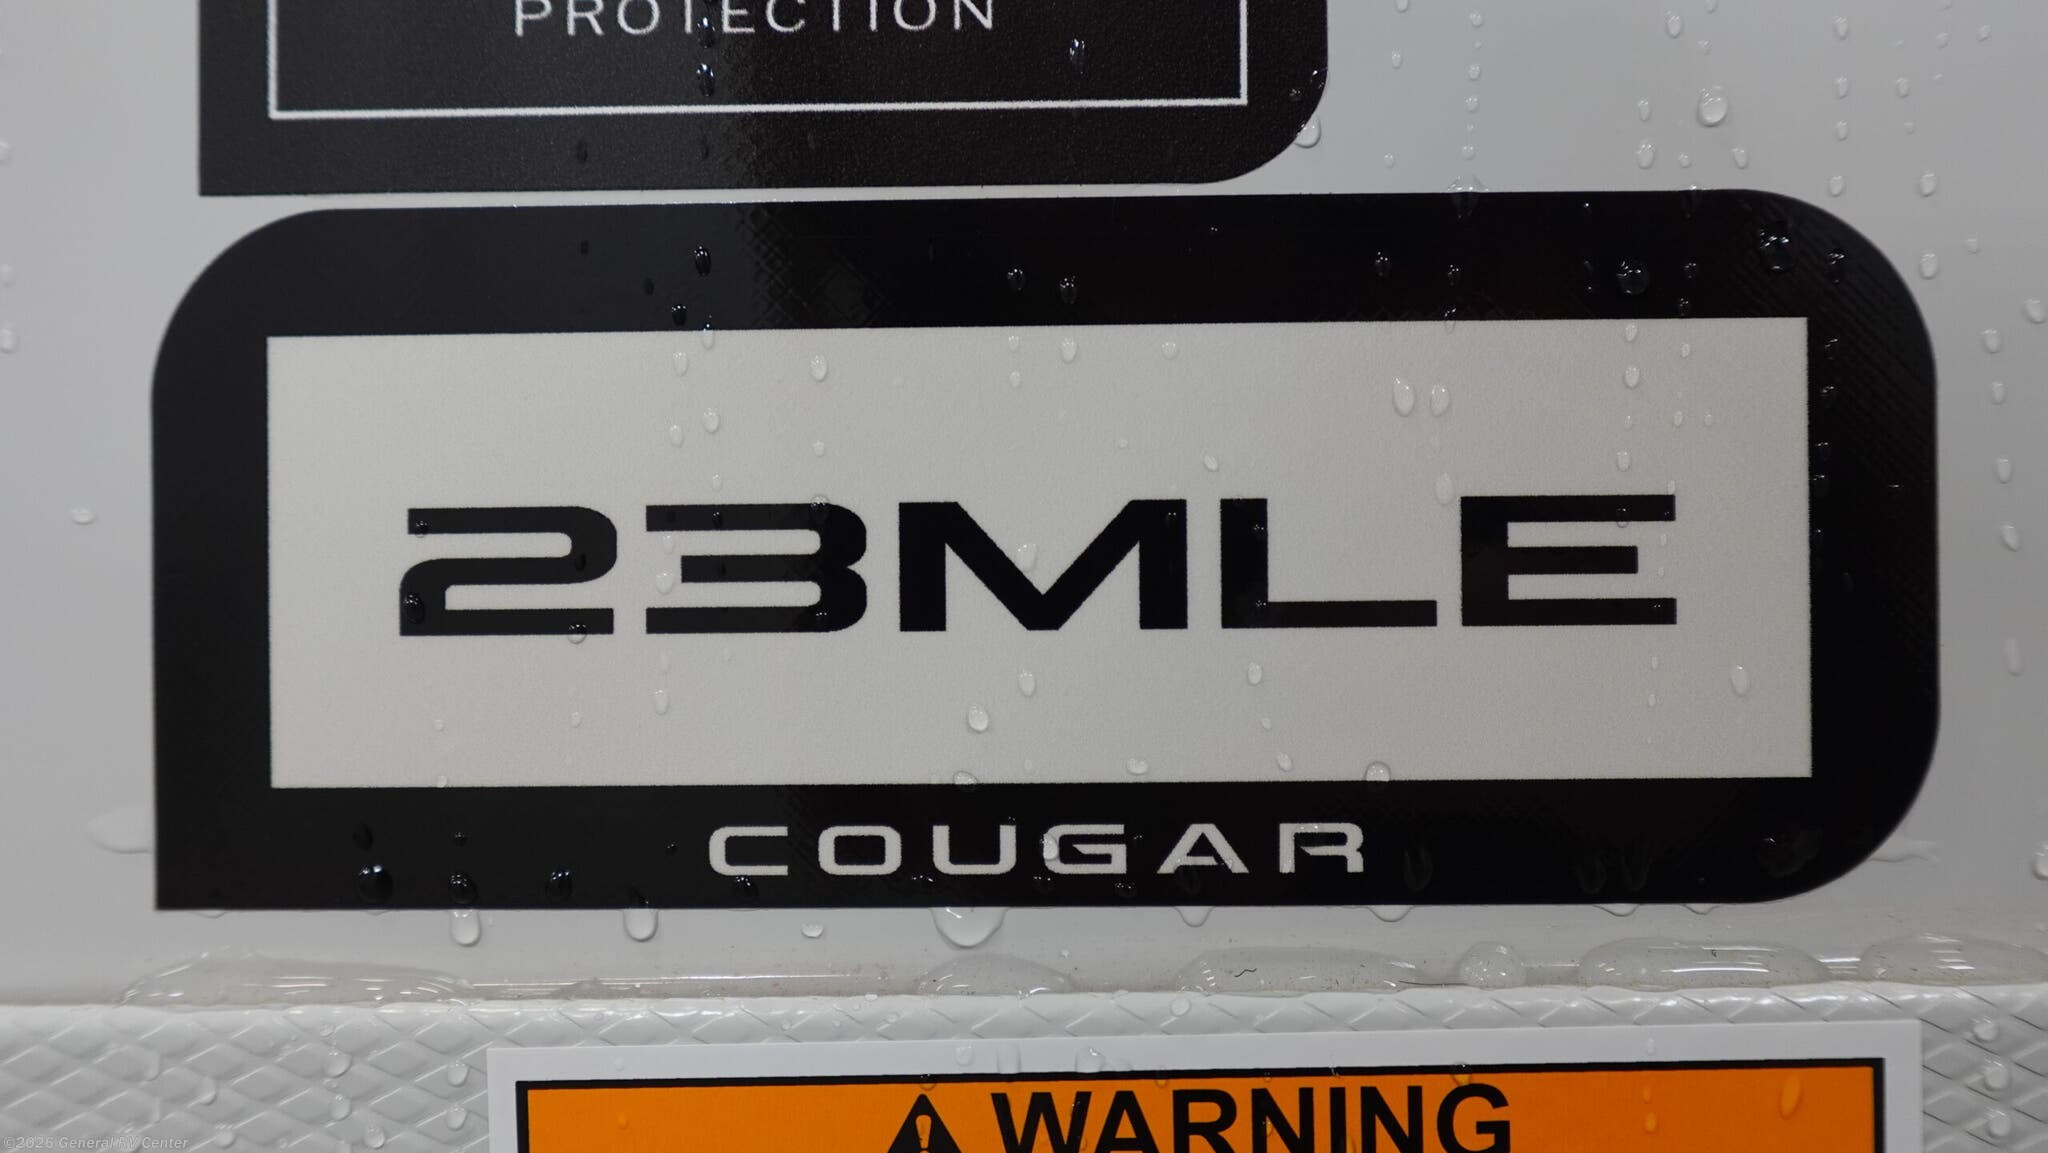 PROTECTION
23MLE
COUGAR
WARNING
©2026 General RV Center